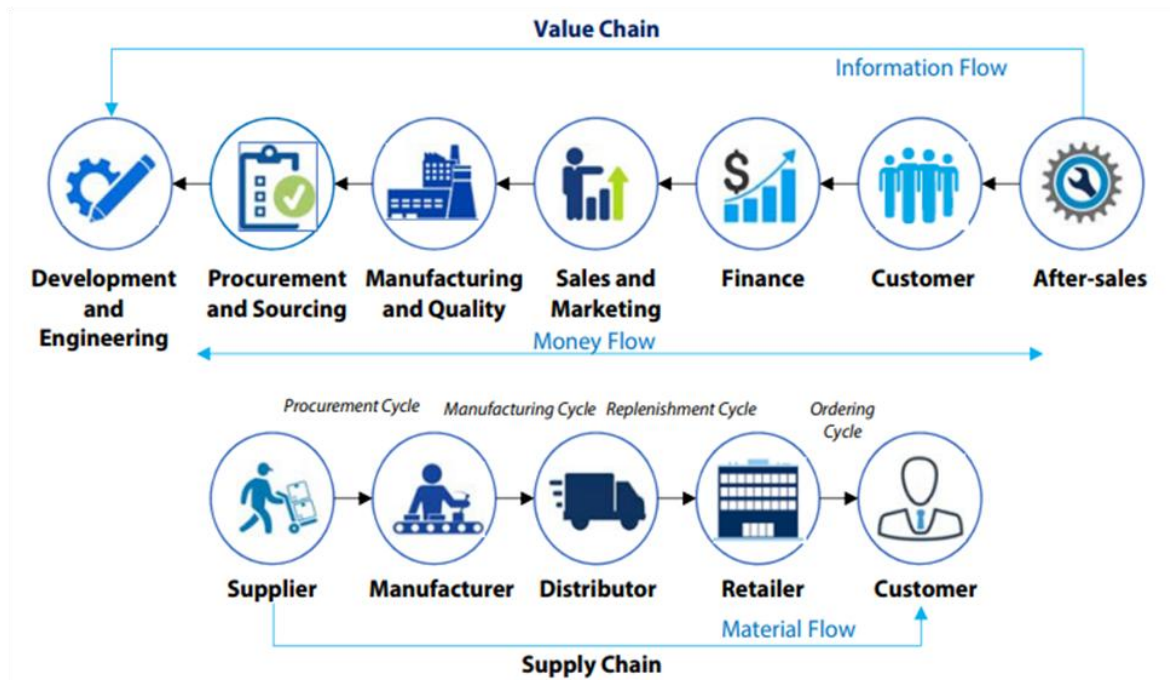 Value Chain
Information Flow
Development
and
Engineering
Procurement
and Sourcing
Manufacturing
and Quality
Sales and
Marketing
Finance
Customer
After-sales
Money Flow
Procurement Cycle
Manufacturing Cycle
Replenishment Cycle
Ordering
Cycle
$
Supplier
Manufacturer
Distributor
Retailer
Customer
Material Flow
Supply Chain